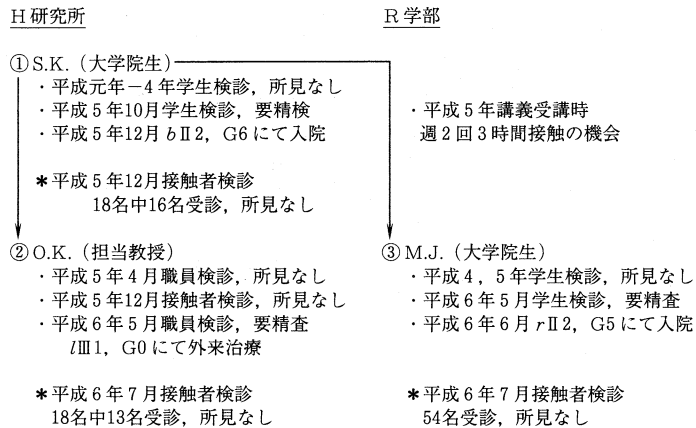 H研究所
R学部
①S.K.(大学院生)
・平成元年-4年学生検診，所見なし
・平成5年10月学生検診，要精検
・平成5年12月bⅡ2，G6にて入院
・平成5年講義受講時
週2回3時間接触の機会
*平成5年12月接触者検診
18名中16名受診，所見なし
②O.K.(担当教授)
・平成5年4月職員検診，所見なし
・平成5年12月接触者検診，所見なし
・平成6年5月職員検診，要精査
lⅢ1，G0にて外来治療
*平成6年7月接触者検診
18名中13名受診，所見なし
③M.J.(大学院生)
・平成4，5年学生検診，所見なし
・平成6年5月学生検診，要精査
・平成6年6月rⅡ2，G5にて入院
*平成6年7月接触者検診
54名受診，所見なし